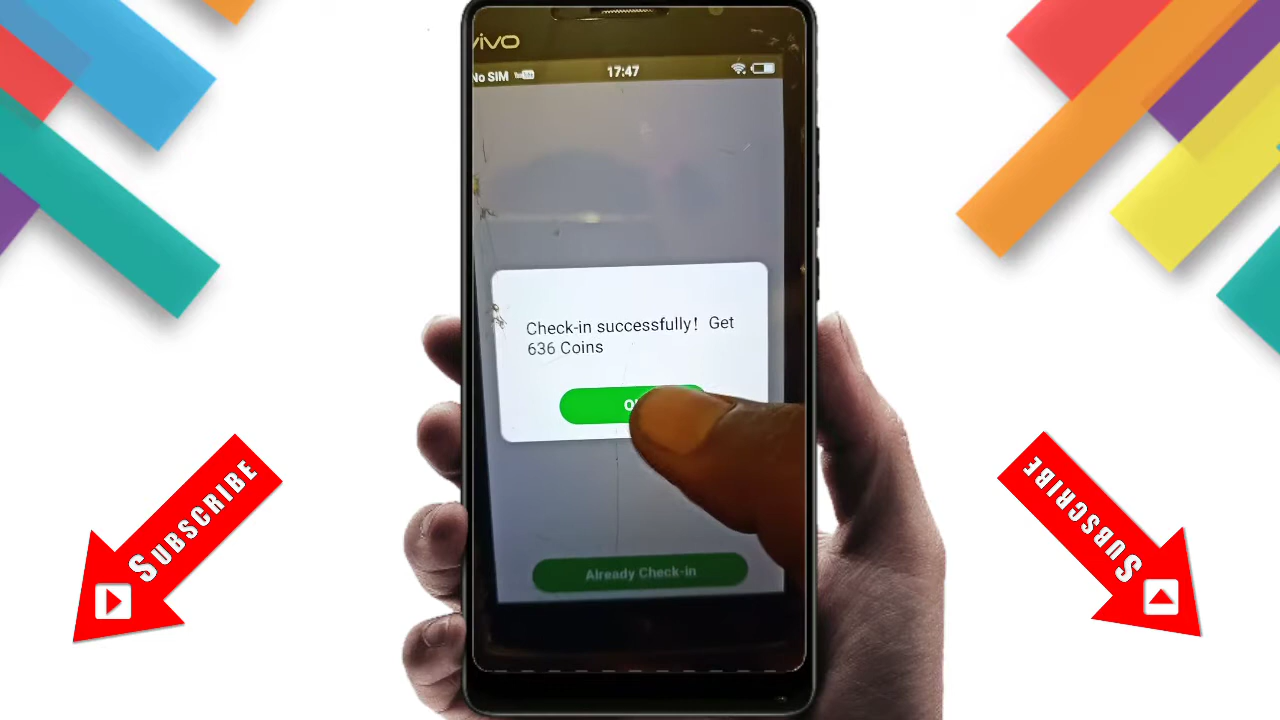 vivo
No SIM
17:47
Check-in successfully! Get
636 Coins
Already Check-in
SUBSCRIBE
SUBSCRIBE